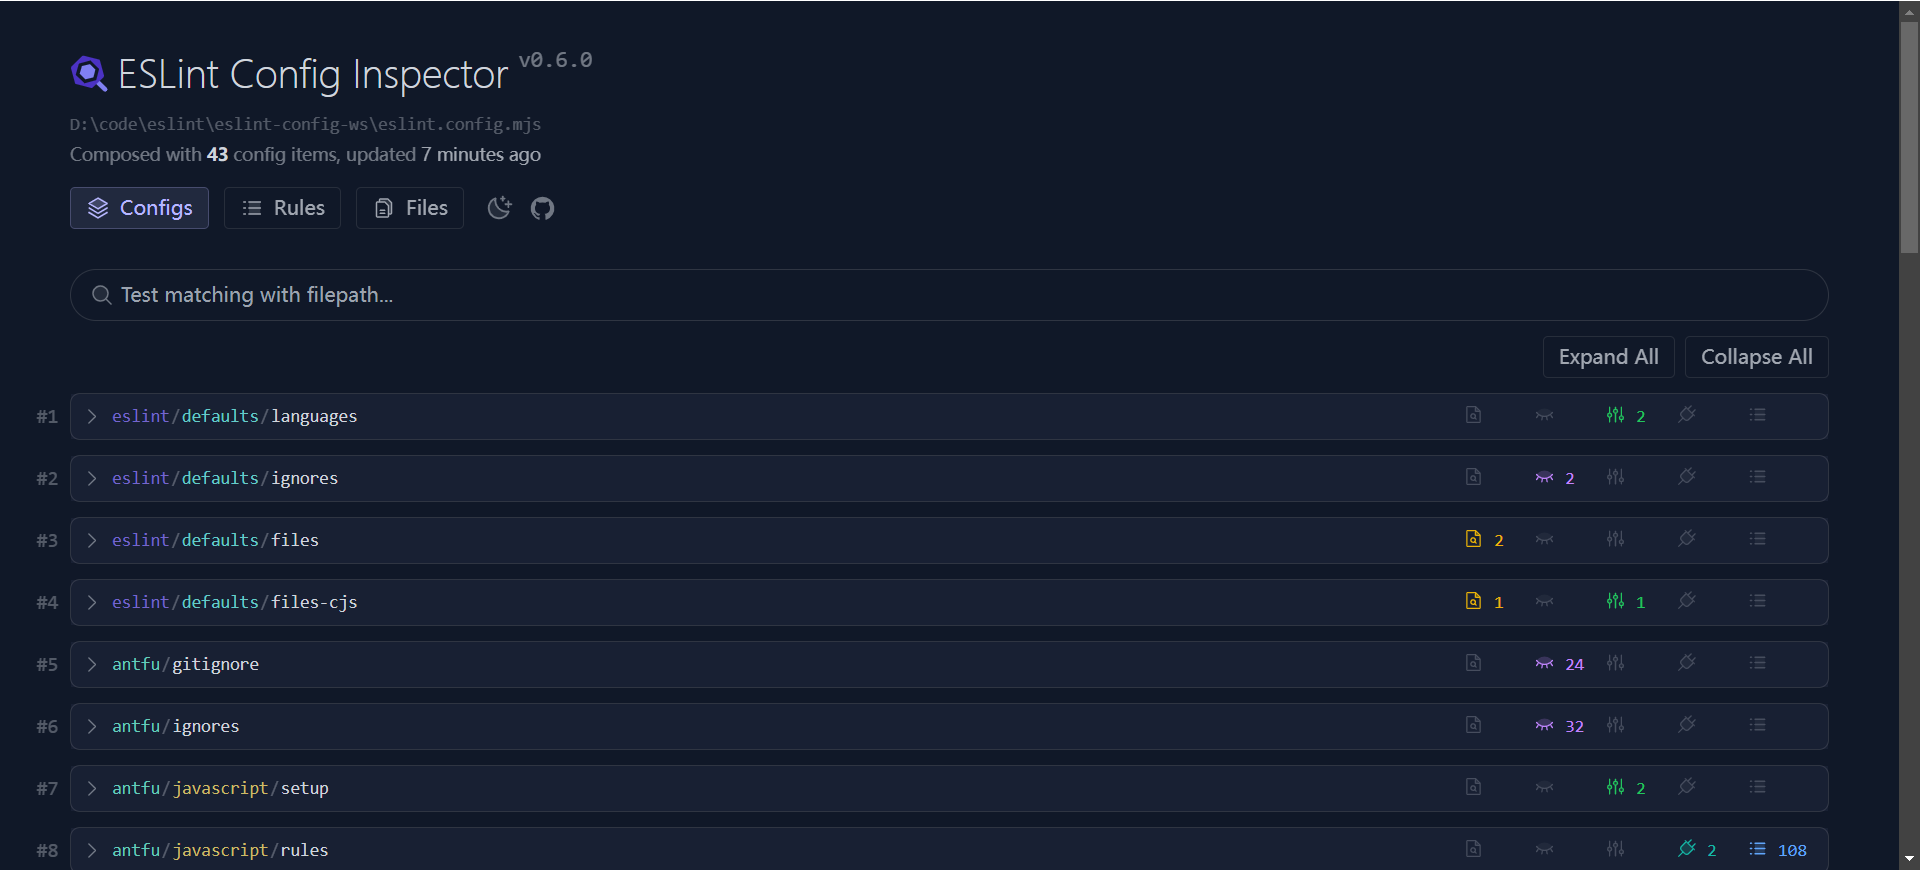 ESLint Config Inspector v0.6.0
D:\code\eslint\eslint-config-ws\eslint.config.mjs
Composed with 43 config items, updated 7 minutes ago
Configs Rules Files
Test matching with filepath...
Expand All Collapse All
#1 eslint/defaults/languages 2
#2 eslint/defaults/ignores 2
#3 eslint/defaults/files 2
#4 eslint/defaults/files-cjs 1 1
#5 antfu/gitignore 24
#6 antfu/ignores 32
#7 antfu/javascript/setup 2
#8 antfu/javascript/rules 2 108